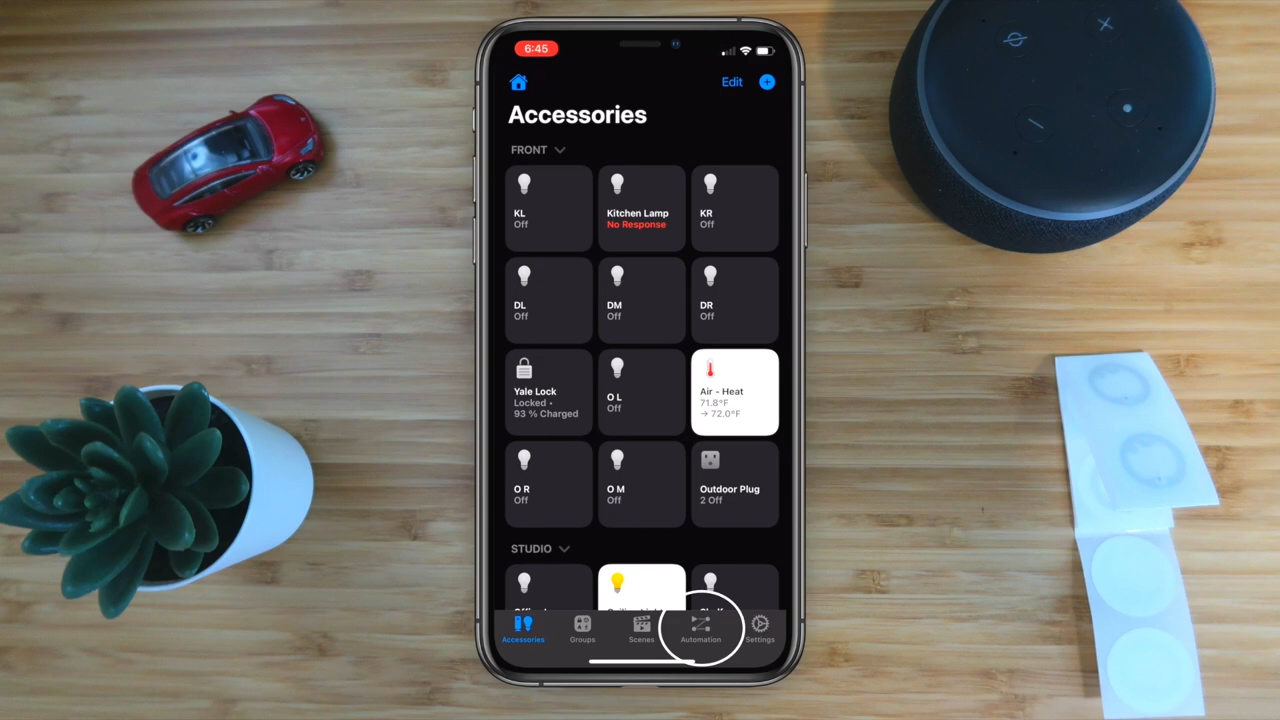 6:45
Edit
Accessories
FRONT
KL
Off
Kitchen Lamp
No Response
KR
Off
DL
Off
DM
Off
DR
Off
Yale Lock
Locked •
93 % Charged
O L
Off
Air - Heat
71.8°F
→ 72.0°F
O R
Off
O M
Off
Outdoor Plug
2 Off
STUDIO
Accessories
Groups
Scenes
Automation
Settings